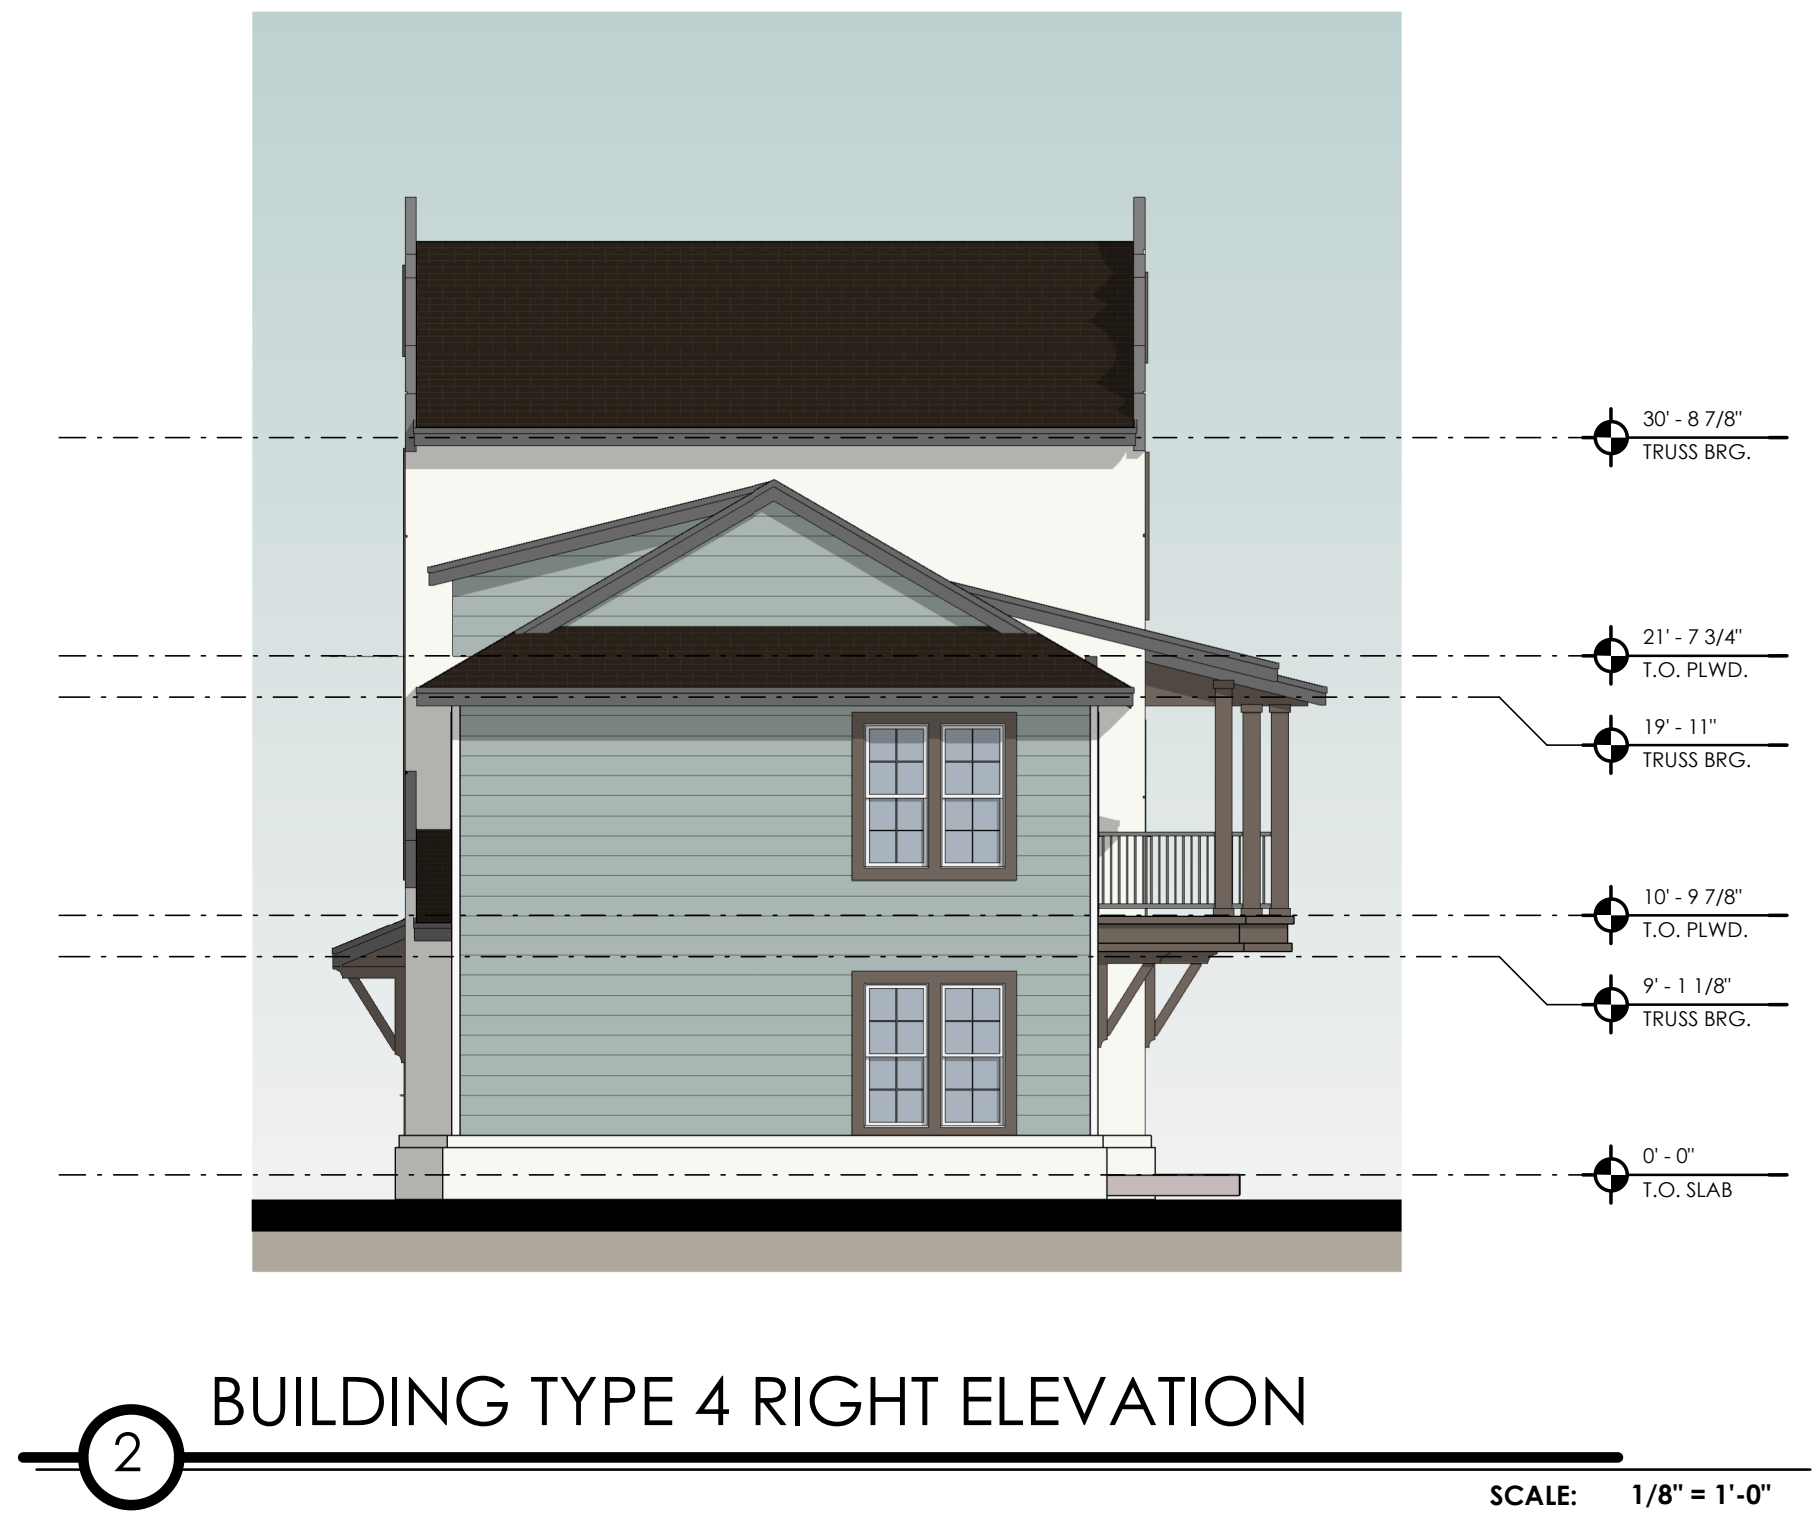 30' - 8 7/8"
TRUSS BRG.
21' - 7 3/4"
T.O. PLWD.
19' - 11"
TRUSS BRG.
10' - 9 7/8"
T.O. PLWD.
9' - 1 1/8"
TRUSS BRG.
0' - 0"
T.O. SLAB
BUILDING TYPE 4 RIGHT ELEVATION
2
SCALE: 1/8" = 1'-0"